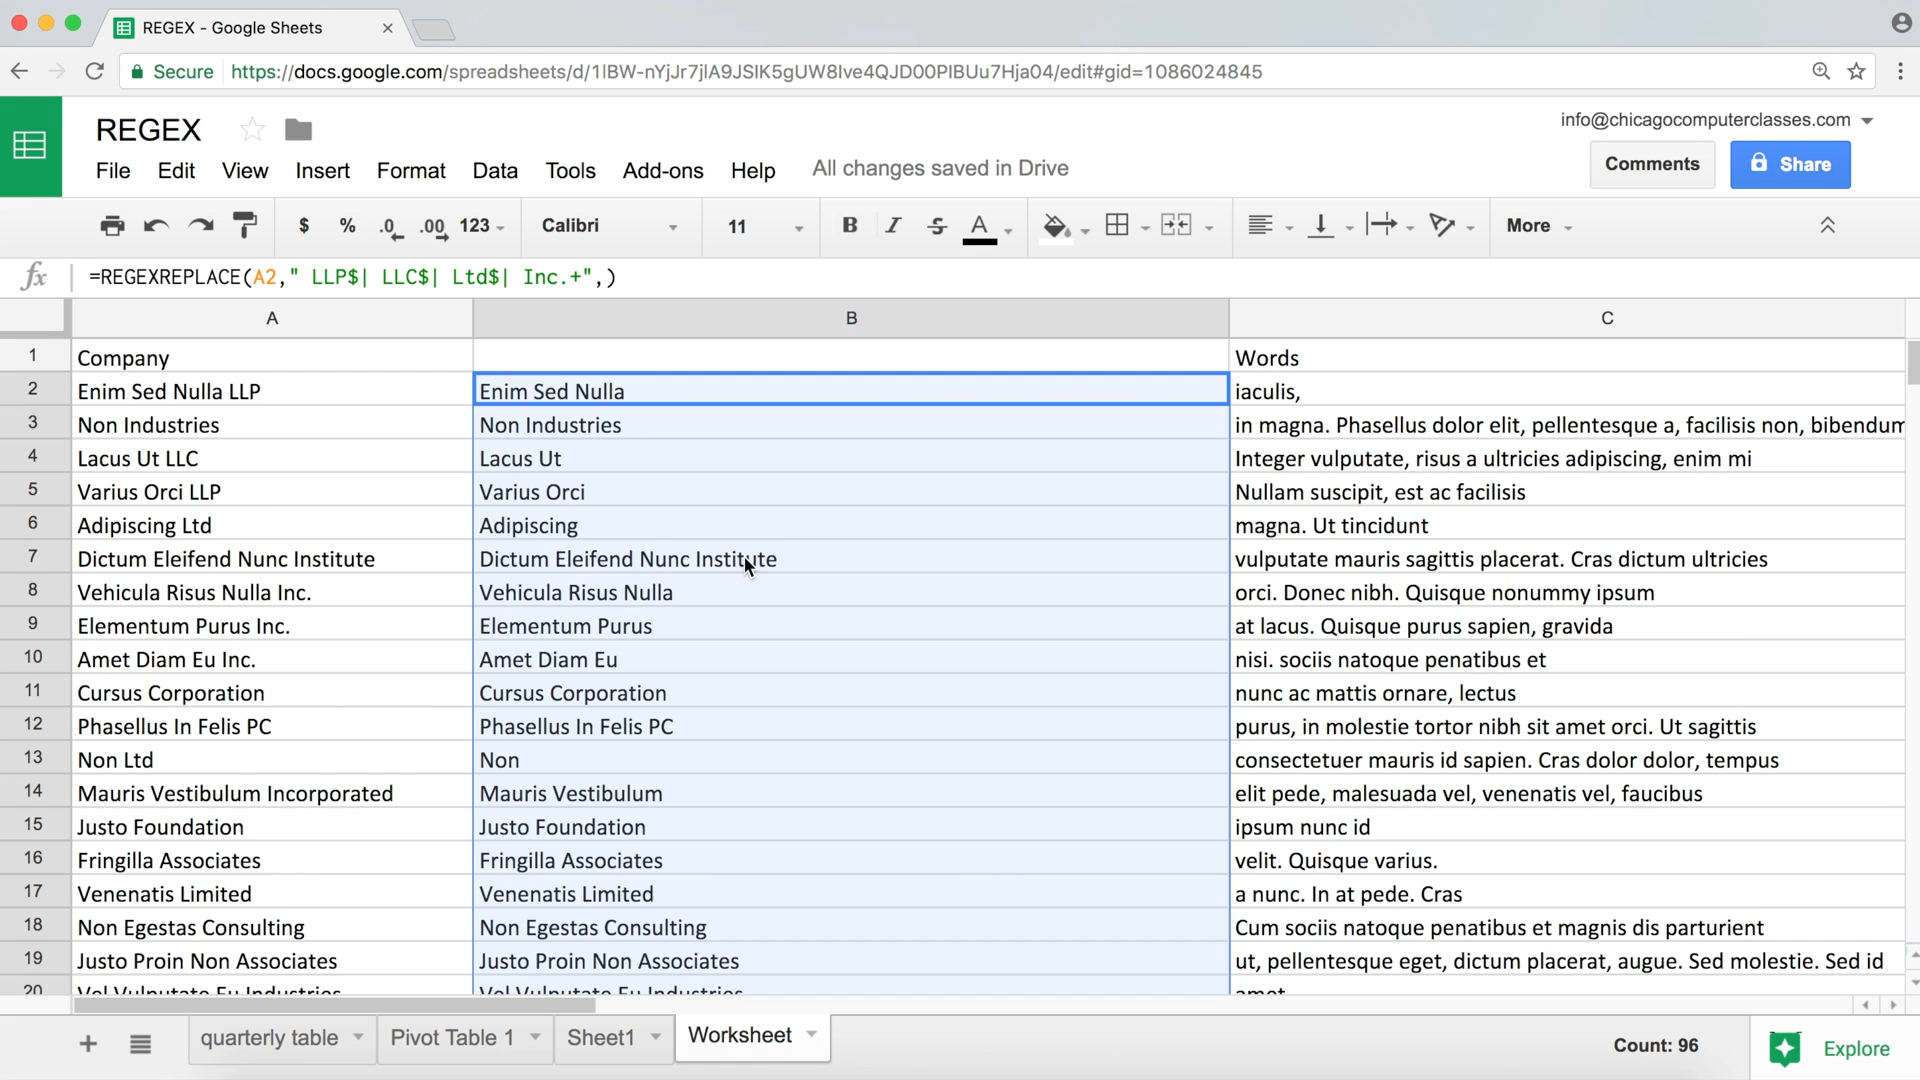 REGEX - Google Sheets
Secure https://docs.google.com/spreadsheets/d/1lBW-nYjJr7jlA9JSIK5gUW8Ive4QJD00PIBUu7Hja04/edit#gid=1086024845
REGEX
info@chicagocomputerclasses.com
File Edit View Insert Format Data Tools Add-ons Help All changes saved in Drive
Comments Share
$ % .0 .00 123 Calibri 11 B I S A More
fx =REGEXREPLACE(A2," LLP$| LLC$| Ltd$| Inc.+",)
A B C
1 Company Words
2 Enim Sed Nulla LLP Enim Sed Nulla iaculis,
3 Non Industries Non Industries in magna. Phasellus dolor elit, pellentesque a, facilisis non, bibendum
4 Lacus Ut LLC Lacus Ut Integer vulputate, risus a ultricies adipiscing, enim mi
5 Varius Orci LLP Varius Orci Nullam suscipit, est ac facilisis
6 Adipiscing Ltd Adipiscing magna. Ut tincidunt
7 Dictum Eleifend Nunc Institute Dictum Eleifend Nunc Institute vulputate mauris sagittis placerat. Cras dictum ultricies
8 Vehicula Risus Nulla Inc. Vehicula Risus Nulla orci. Donec nibh. Quisque nonummy ipsum
9 Elementum Purus Inc. Elementum Purus at lacus. Quisque purus sapien, gravida
10 Amet Diam Eu Inc. Amet Diam Eu nisi. sociis natoque penatibus et
11 Cursus Corporation Cursus Corporation nunc ac mattis ornare, lectus
12 Phasellus In Felis PC Phasellus In Felis PC purus, in molestie tortor nibh sit amet orci. Ut sagittis
13 Non Ltd Non consectetuer mauris id sapien. Cras dolor dolor, tempus
14 Mauris Vestibulum Incorporated Mauris Vestibulum elit pede, malesuada vel, venenatis vel, faucibus
15 Justo Foundation Justo Foundation ipsum nunc id
16 Fringilla Associates Fringilla Associates velit. Quisque varius.
17 Venenatis Limited Venenatis Limited a nunc. In at pede. Cras
18 Non Egestas Consulting Non Egestas Consulting Cum sociis natoque penatibus et magnis dis parturient
19 Justo Proin Non Associates Justo Proin Non Associates ut, pellentesque eget, dictum placerat, augue. Sed molestie. Sed id
20 Vel Vulputate Eu Industries Vel Vulputate Eu Industries amet
quarterly table Pivot Table 1 Sheet1 Worksheet Count: 96 Explore